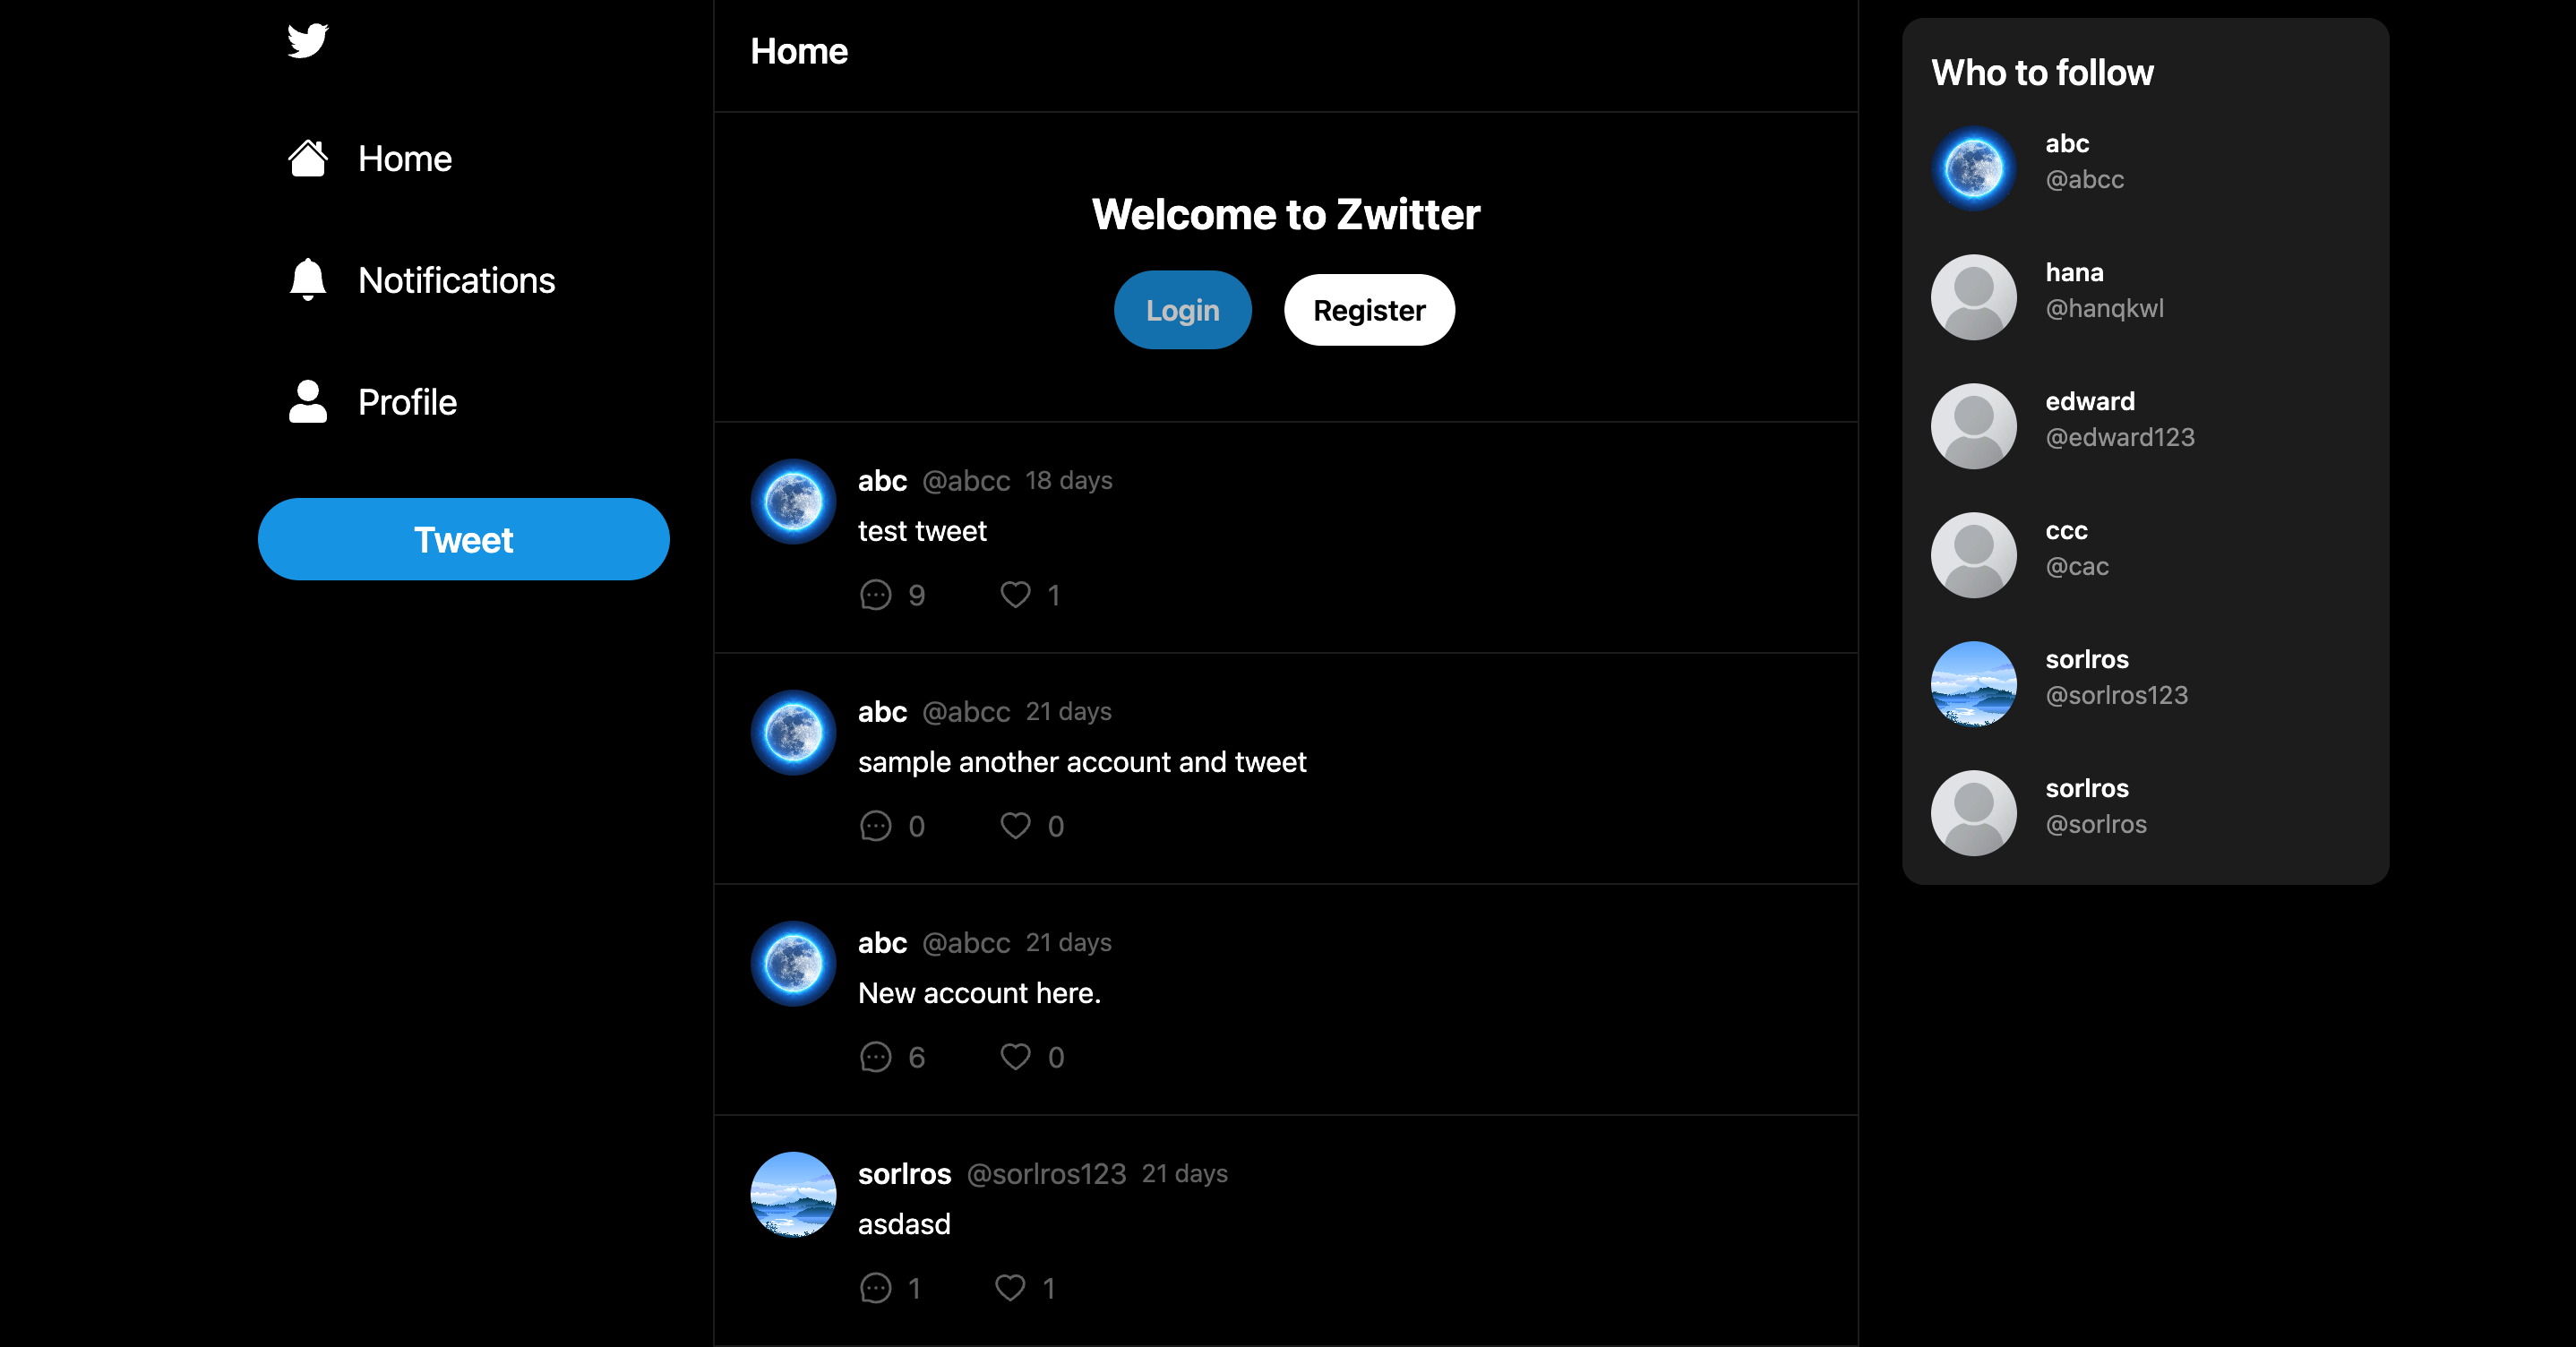 Home
Notifications
Profile
Tweet
Home
Welcome to Zwitter
Login Register
abc @abcc 18 days
test tweet
9 1
abc @abcc 21 days
sample another account and tweet
0 0
abc @abcc 21 days
New account here.
6 0
sorlros @sorlros123 21 days
asdasd
1 1
Who to follow
abc
@abcc
hana
@hanqkwl
edward
@edward123
ccc
@cac
sorlros
@sorlros123
sorlros
@sorlros